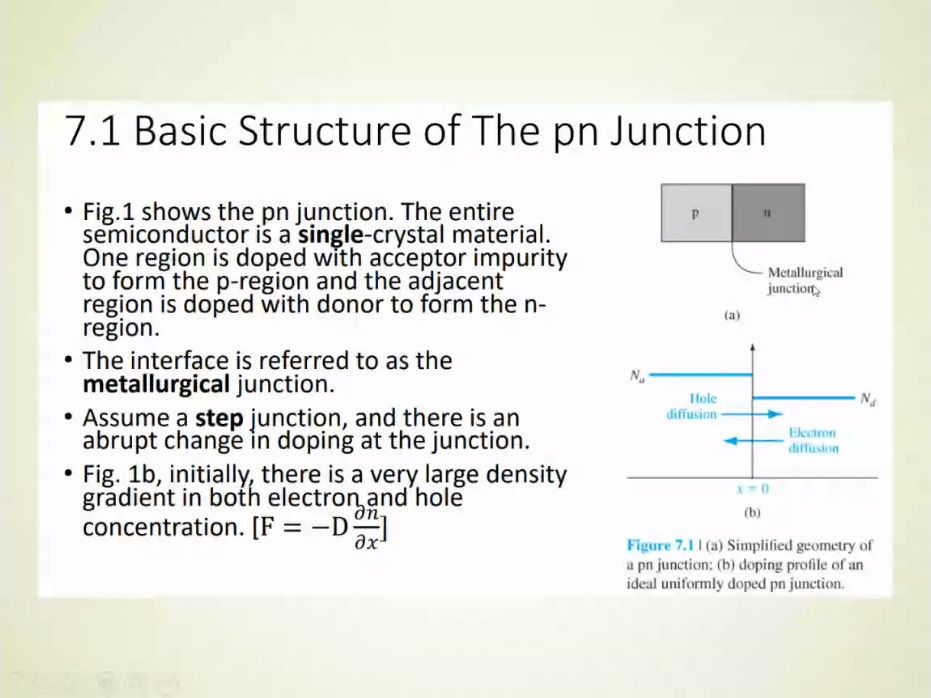 7.1 Basic Structure of The pn Junction
• Fig.1 shows the pn junction. The entire
semiconductor is a single-crystal material.
One region is doped with acceptor impurity
to form the p-region and the adjacent
region is doped with donor to form the n-
region.
• The interface is referred to as the
metallurgical junction.
• Assume a step junction, and there is an
abrupt change in doping at the junction.
• Fig. 1b, initially, there is a very large density
gradient in both electron and hole
concentration. [F = −D ∂n/∂x]
p n
Metallurgical
junction
(a)
Na
Nd
Hole
diffusion
Electron
diffusion
x = 0
(b)
Figure 7.1 | (a) Simplified geometry of
a pn junction; (b) doping profile of an
ideal uniformly doped pn junction.